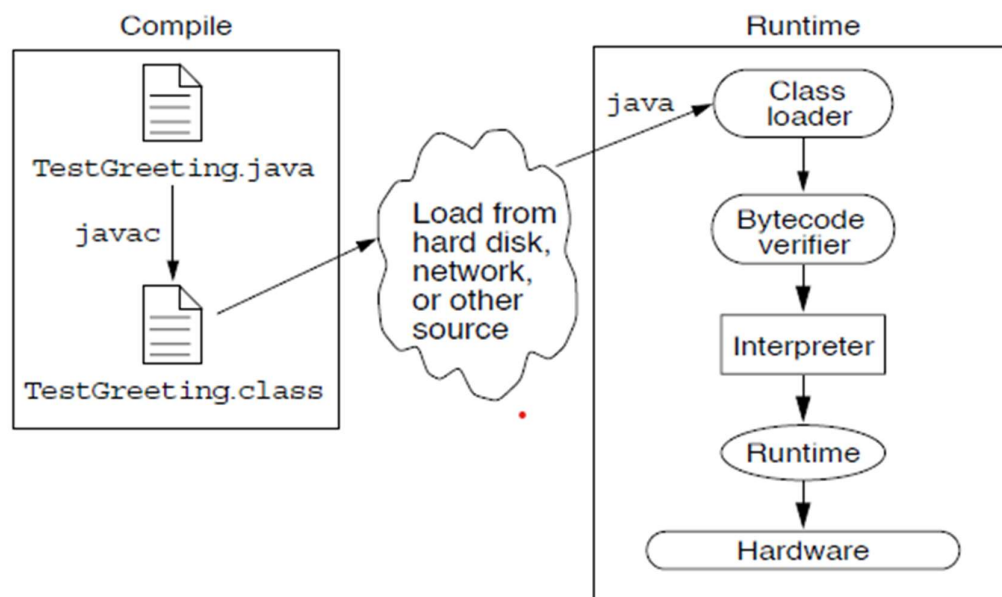 Compile
TestGreeting.java
javac
TestGreeting.class
Load from
hard disk,
network,
or other
source
Runtime
java
Class
loader
Bytecode
verifier
Interpreter
Runtime
Hardware